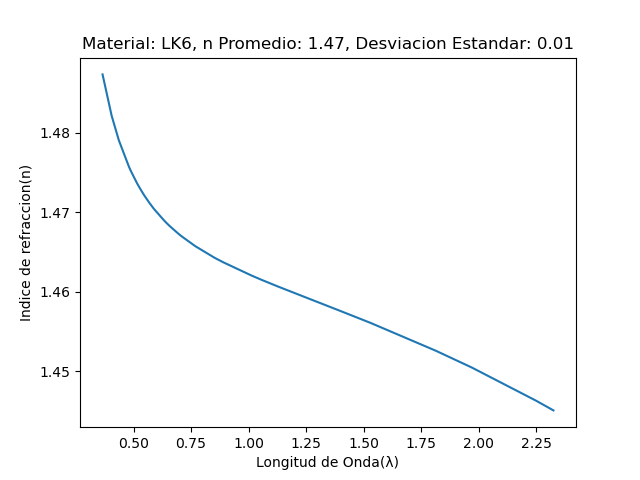 Material: LK6, n Promedio: 1.47, Desviacion Estandar: 0.01
Indice de refraccion(n)
1.48
1.47
1.46
1.45
0.50 0.75 1.00 1.25 1.50 1.75 2.00 2.25
Longitud de Onda(λ)